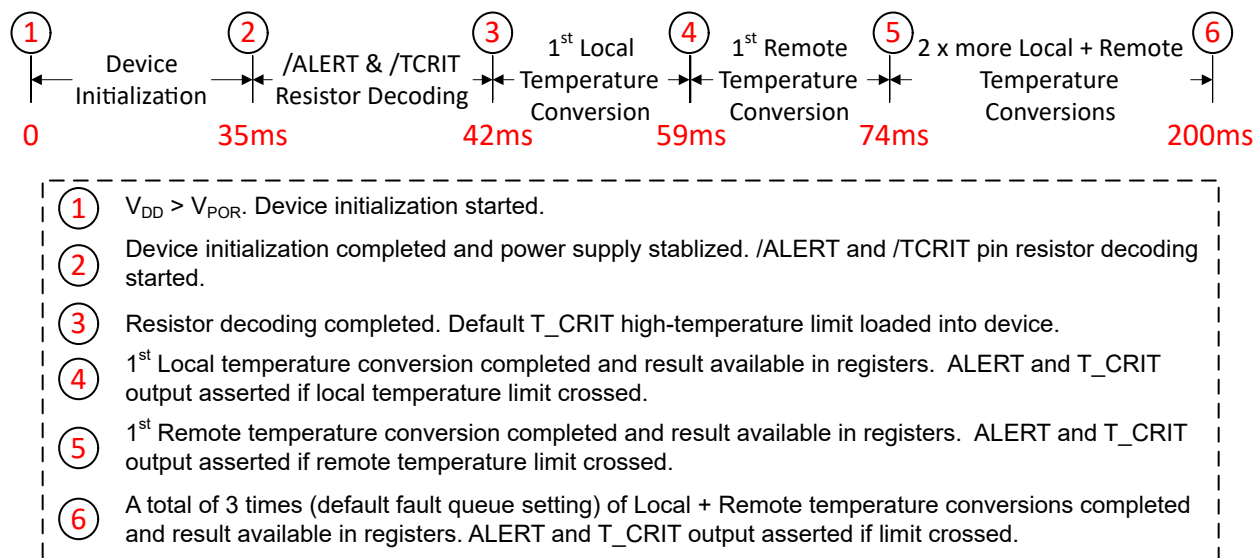 1 2 3 4 5 6
Device
Initialization
/ALERT & /TCRIT
Resistor Decoding
1st Local
Temperature
Conversion
1st Remote
Temperature
Conversion
2 x more Local + Remote
Temperature
Conversions
0 35ms 42ms 59ms 74ms 200ms
1 VDD > VPOR. Device initialization started.
2 Device initialization completed and power supply stablized. /ALERT and /TCRIT pin resistor decoding
started.
3 Resistor decoding completed. Default T_CRIT high-temperature limit loaded into device.
4 1st Local temperature conversion completed and result available in registers. ALERT and T_CRIT
output asserted if local temperature limit crossed.
5 1st Remote temperature conversion completed and result available in registers. ALERT and T_CRIT
output asserted if remote temperature limit crossed.
6 A total of 3 times (default fault queue setting) of Local + Remote temperature conversions completed
and result available in registers. ALERT and T_CRIT output asserted if limit crossed.